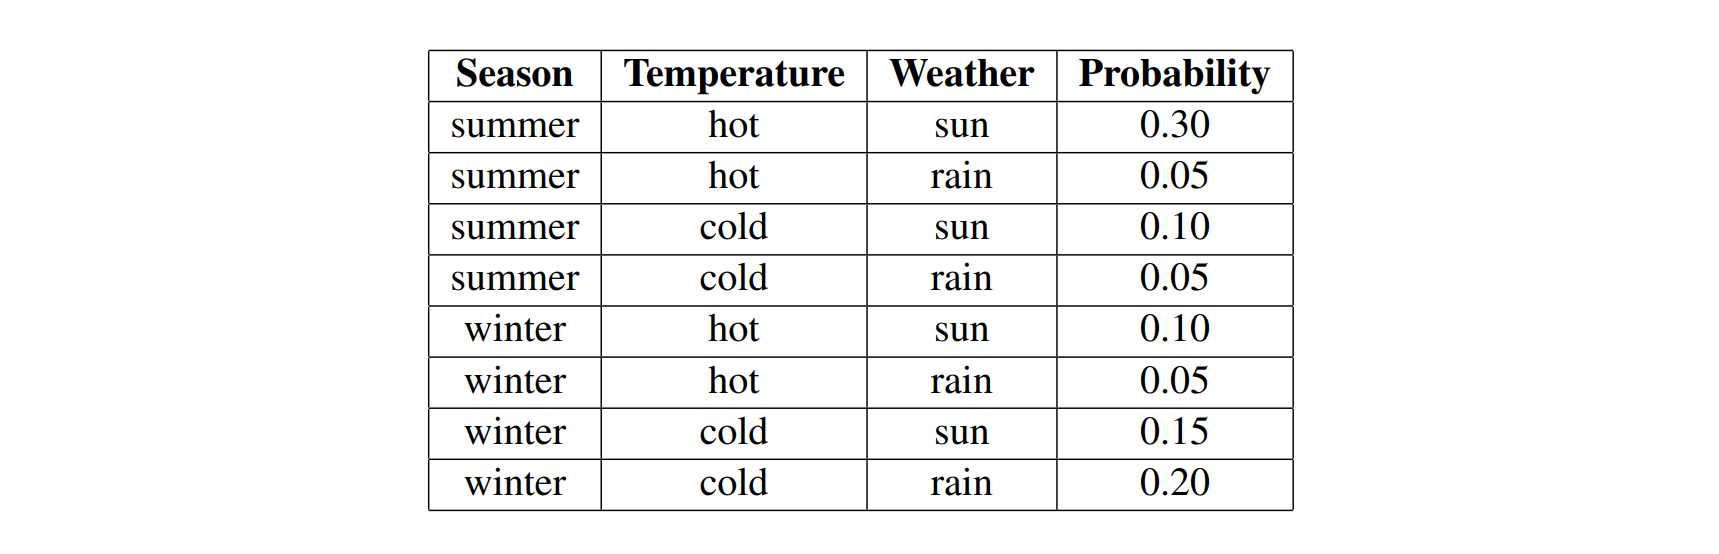 Season Temperature Weather Probability
summer hot sun 0.30
summer hot rain 0.05
summer cold sun 0.10
summer cold rain 0.05
winter hot sun 0.10
winter hot rain 0.05
winter cold sun 0.15
winter cold rain 0.20